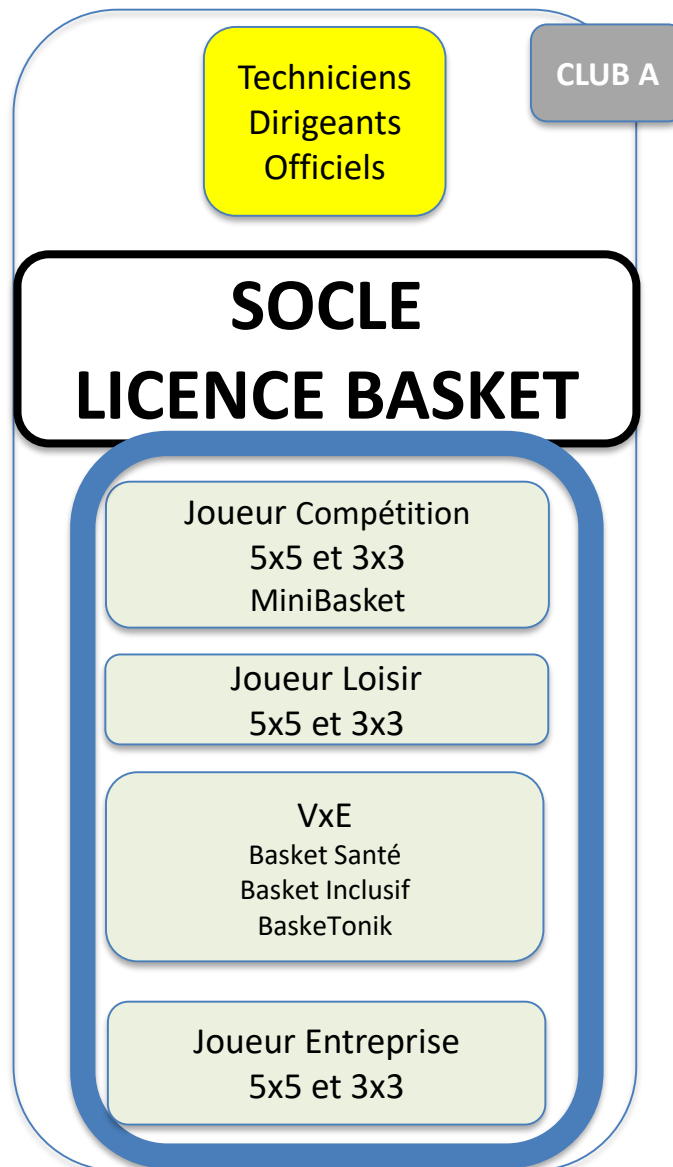 Techniciens
Dirigeants
Officiels
CLUB A
SOCLE
LICENCE BASKET
Joueur Compétition
5x5 et 3x3
MiniBasket
Joueur Loisir
5x5 et 3x3
VxE
Basket Santé
Basket Inclusif
BaskeTonik
Joueur Entreprise
5x5 et 3x3